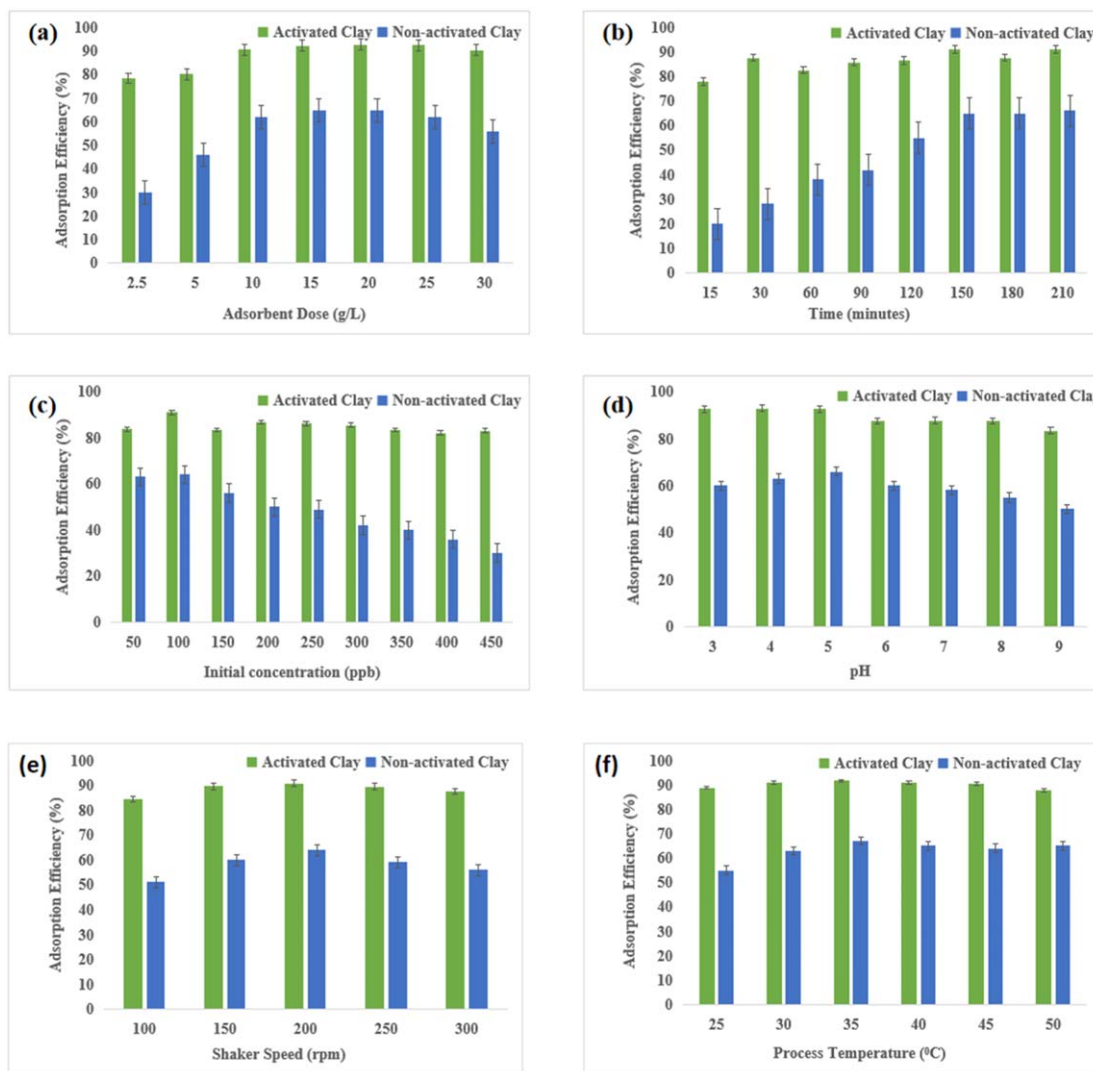 (a)
Activated Clay Non-activated Clay
Adsorption Efficiency (%)
100
90
80
70
60
50
40
30
20
10
0
2.5 5 10 15 20 25 30
Adsorbent Dose (g/L)
(b)
Activated Clay Non-activated Clay
Adsorption Efficiency (%)
100
90
80
70
60
50
40
30
20
10
0
15 30 60 90 120 150 180 210
Time (minutes)
(c)
Activated Clay Non-activated Clay
Adsorption Efficiency (%)
100
80
60
40
20
0
50 100 150 200 250 300 350 400 450
Initial concentration (ppb)
(d)
Activated Clay Non-activated Cla
Adsorption Efficiency (%)
100
80
60
40
20
0
3 4 5 6 7 8 9
pH
(e)
Activated Clay Non-activated Clay
Adsorption Efficiency (%)
100
90
80
70
60
50
40
30
20
10
0
100 150 200 250 300
Shaker Speed (rpm)
(f)
Activated Clay Non-activated Clay
Adsorption Efficiency (%)
100
90
80
70
60
50
40
30
20
10
0
25 30 35 40 45 50
Process Temperature (⁰C)